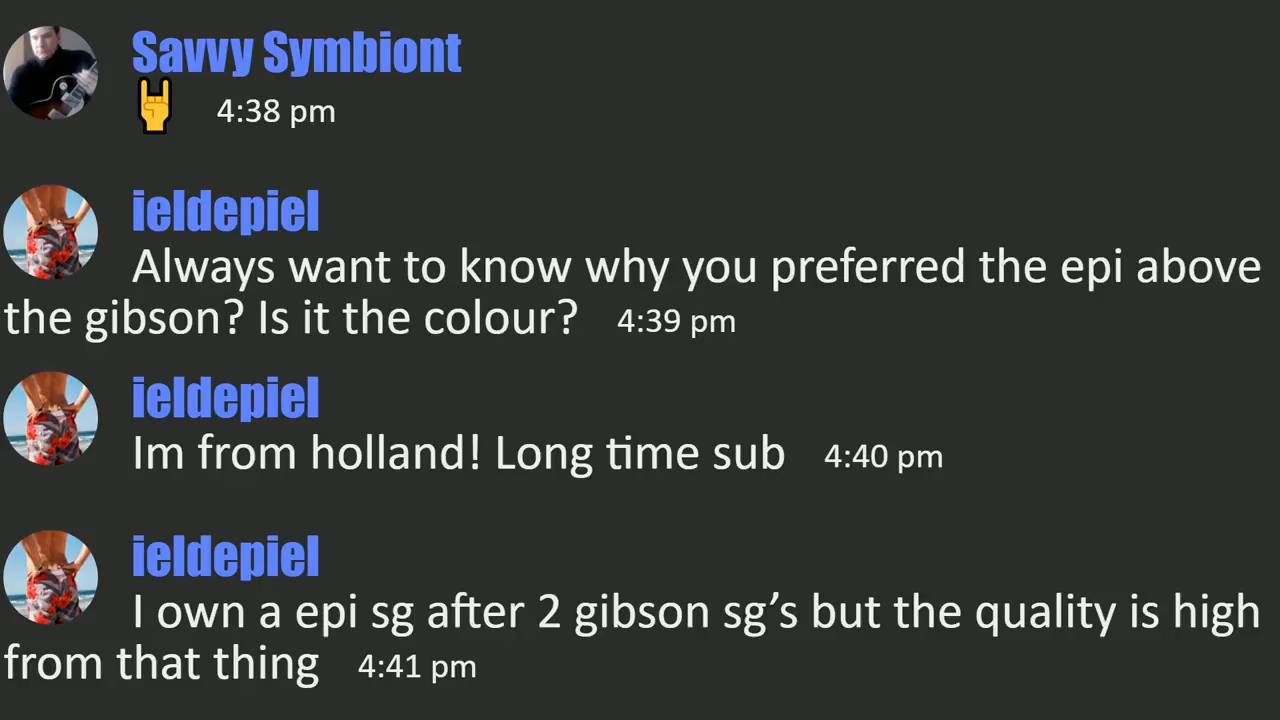 Savvy Symbiont
🤘 4:38 pm
ieldepiel
Always want to know why you preferred the epi above
the gibson? Is it the colour? 4:39 pm
ieldepiel
Im from holland! Long time sub 4:40 pm
ieldepiel
I own a epi sg after 2 gibson sg’s but the quality is high
from that thing 4:41 pm